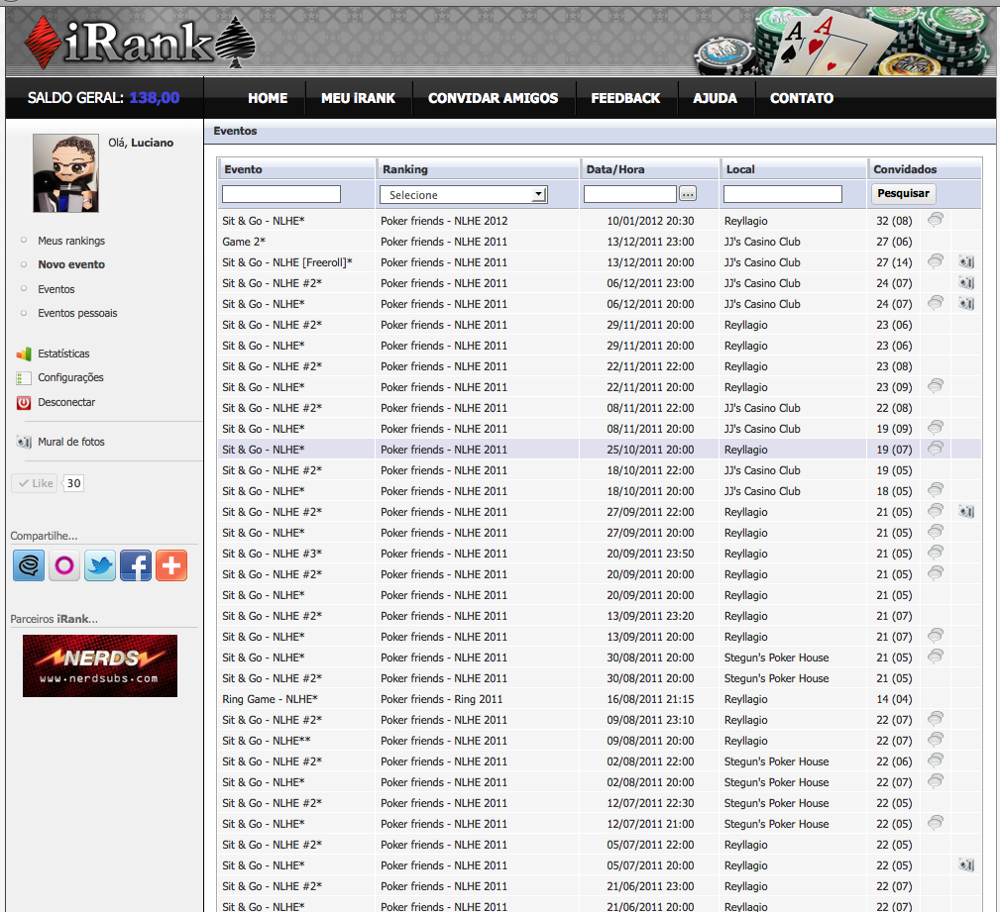 iRank
A A
SALDO GERAL: 138,00 HOME MEU iRANK CONVIDAR AMIGOS FEEDBACK AJUDA CONTATO
Olá, Luciano
Meus rankings
Novo evento
Eventos
Eventos pessoais
Estatísticas
Configurações
Desconectar
Mural de fotos
Like 30
Compartilhe...
Parceiros iRank...
NERDS
www.nerdsubs.com
Eventos
Evento Ranking Data/Hora Local Convidados
Selecione ... Pesquisar
Sit & Go - NLHE* Poker friends - NLHE 2012 10/01/2012 20:30 Reyllagio 32 (08)
Game 2* Poker friends - NLHE 2011 13/12/2011 23:00 JJ's Casino Club 27 (06)
Sit & Go - NLHE [Freeroll]* Poker friends - NLHE 2011 13/12/2011 20:00 JJ's Casino Club 27 (14)
Sit & Go - NLHE #2* Poker friends - NLHE 2011 06/12/2011 23:00 JJ's Casino Club 24 (07)
Sit & Go - NLHE* Poker friends - NLHE 2011 06/12/2011 20:00 JJ's Casino Club 24 (07)
Sit & Go - NLHE #2* Poker friends - NLHE 2011 29/11/2011 20:00 Reyllagio 23 (06)
Sit & Go - NLHE* Poker friends - NLHE 2011 29/11/2011 20:00 Reyllagio 23 (06)
Sit & Go - NLHE #2* Poker friends - NLHE 2011 22/11/2011 22:00 Reyllagio 23 (08)
Sit & Go - NLHE* Poker friends - NLHE 2011 22/11/2011 20:00 Reyllagio 23 (09)
Sit & Go - NLHE #2* Poker friends - NLHE 2011 08/11/2011 22:00 JJ's Casino Club 22 (08)
Sit & Go - NLHE* Poker friends - NLHE 2011 08/11/2011 20:00 JJ's Casino Club 19 (09)
Sit & Go - NLHE* Poker friends - NLHE 2011 25/10/2011 20:00 Reyllagio 19 (07)
Sit & Go - NLHE #2* Poker friends - NLHE 2011 18/10/2011 22:00 JJ's Casino Club 19 (05)
Sit & Go - NLHE* Poker friends - NLHE 2011 18/10/2011 20:00 JJ's Casino Club 18 (05)
Sit & Go - NLHE #2* Poker friends - NLHE 2011 27/09/2011 22:00 Reyllagio 21 (05)
Sit & Go - NLHE* Poker friends - NLHE 2011 27/09/2011 20:00 Reyllagio 21 (05)
Sit & Go - NLHE #3* Poker friends - NLHE 2011 20/09/2011 23:50 Reyllagio 21 (05)
Sit & Go - NLHE #2* Poker friends - NLHE 2011 20/09/2011 20:00 Reyllagio 21 (05)
Sit & Go - NLHE* Poker friends - NLHE 2011 20/09/2011 20:00 Reyllagio 21 (05)
Sit & Go - NLHE #2* Poker friends - NLHE 2011 13/09/2011 23:20 Reyllagio 21 (07)
Sit & Go - NLHE* Poker friends - NLHE 2011 13/09/2011 20:00 Reyllagio 21 (07)
Sit & Go - NLHE* Poker friends - NLHE 2011 30/08/2011 20:00 Stegun's Poker House 21 (05)
Sit & Go - NLHE #2* Poker friends - NLHE 2011 30/08/2011 20:00 Stegun's Poker House 21 (05)
Ring Game - NLHE* Poker friends - Ring 2011 16/08/2011 21:15 Reyllagio 14 (04)
Sit & Go - NLHE #2* Poker friends - NLHE 2011 09/08/2011 23:10 Reyllagio 22 (07)
Sit & Go - NLHE** Poker friends - NLHE 2011 09/08/2011 20:00 Reyllagio 22 (07)
Sit & Go - NLHE #2* Poker friends - NLHE 2011 02/08/2011 22:00 Stegun's Poker House 22 (06)
Sit & Go - NLHE* Poker friends - NLHE 2011 02/08/2011 20:00 Stegun's Poker House 22 (07)
Sit & Go - NLHE #2* Poker friends - NLHE 2011 12/07/2011 22:30 Stegun's Poker House 22 (05)
Sit & Go - NLHE* Poker friends - NLHE 2011 12/07/2011 21:00 Stegun's Poker House 22 (05)
Sit & Go - NLHE #2* Poker friends - NLHE 2011 05/07/2011 22:00 Reyllagio 22 (05)
Sit & Go - NLHE* Poker friends - NLHE 2011 05/07/2011 20:00 Reyllagio 22 (05)
Sit & Go - NLHE #2* Poker friends - NLHE 2011 21/06/2011 23:00 Reyllagio 22 (07)
Sit & Go - NLHE* Poker friends - NLHE 2011 21/06/2011 20:00 Reyllagio 22 (07)